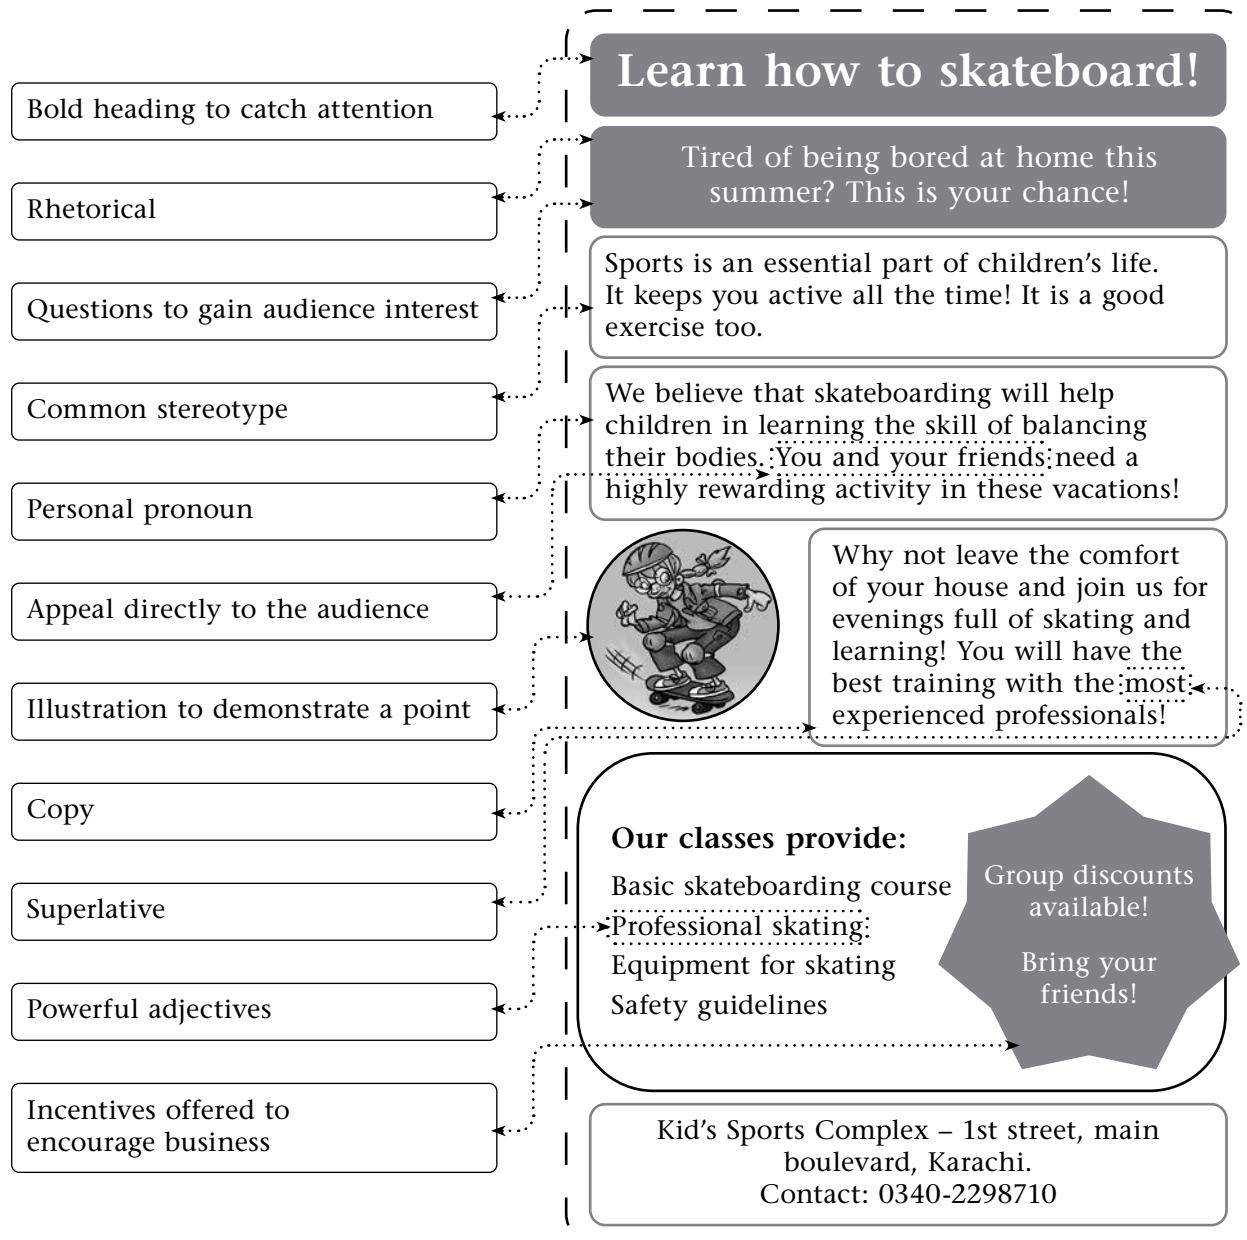 Bold heading to catch attention
Rhetorical
Questions to gain audience interest
Common stereotype
Personal pronoun
Appeal directly to the audience
Illustration to demonstrate a point
Copy
Superlative
Powerful adjectives
Incentives offered to
encourage business
Learn how to skateboard!
Tired of being bored at home this
summer? This is your chance!
Sports is an essential part of children's life.
It keeps you active all the time! It is a good
exercise too.
We believe that skateboarding will help
children in learning the skill of balancing
their bodies. You and your friends need a
highly rewarding activity in these vacations!
Why not leave the comfort
of your house and join us for
evenings full of skating and
learning! You will have the
best training with the most
experienced professionals!
Our classes provide:
Basic skateboarding course
Professional skating
Equipment for skating
Safety guidelines
Group discounts
available!
Bring your
friends!
Kid's Sports Complex – 1st street, main
boulevard, Karachi.
Contact: 0340-2298710